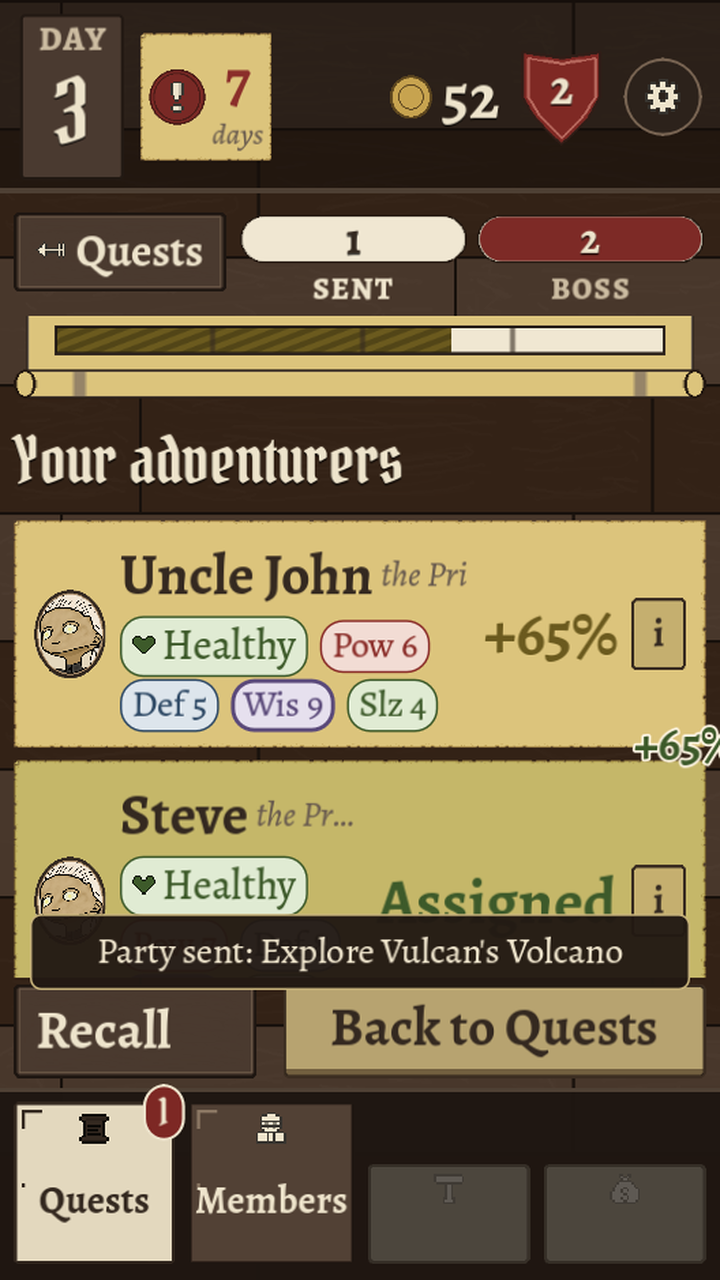 DAY
3
7
days
52
2
Quests
1
2
SENT
BOSS
Your adventurers
Uncle John the Pri
Healthy
Pow 6
+65%
i
Def 5
Wis 9
Slz 4
+65%
Steve the Pr...
Healthy
Assigned
i
Party sent: Explore Vulcan's Volcano
Recall
Back to Quests
1
Quests
Members